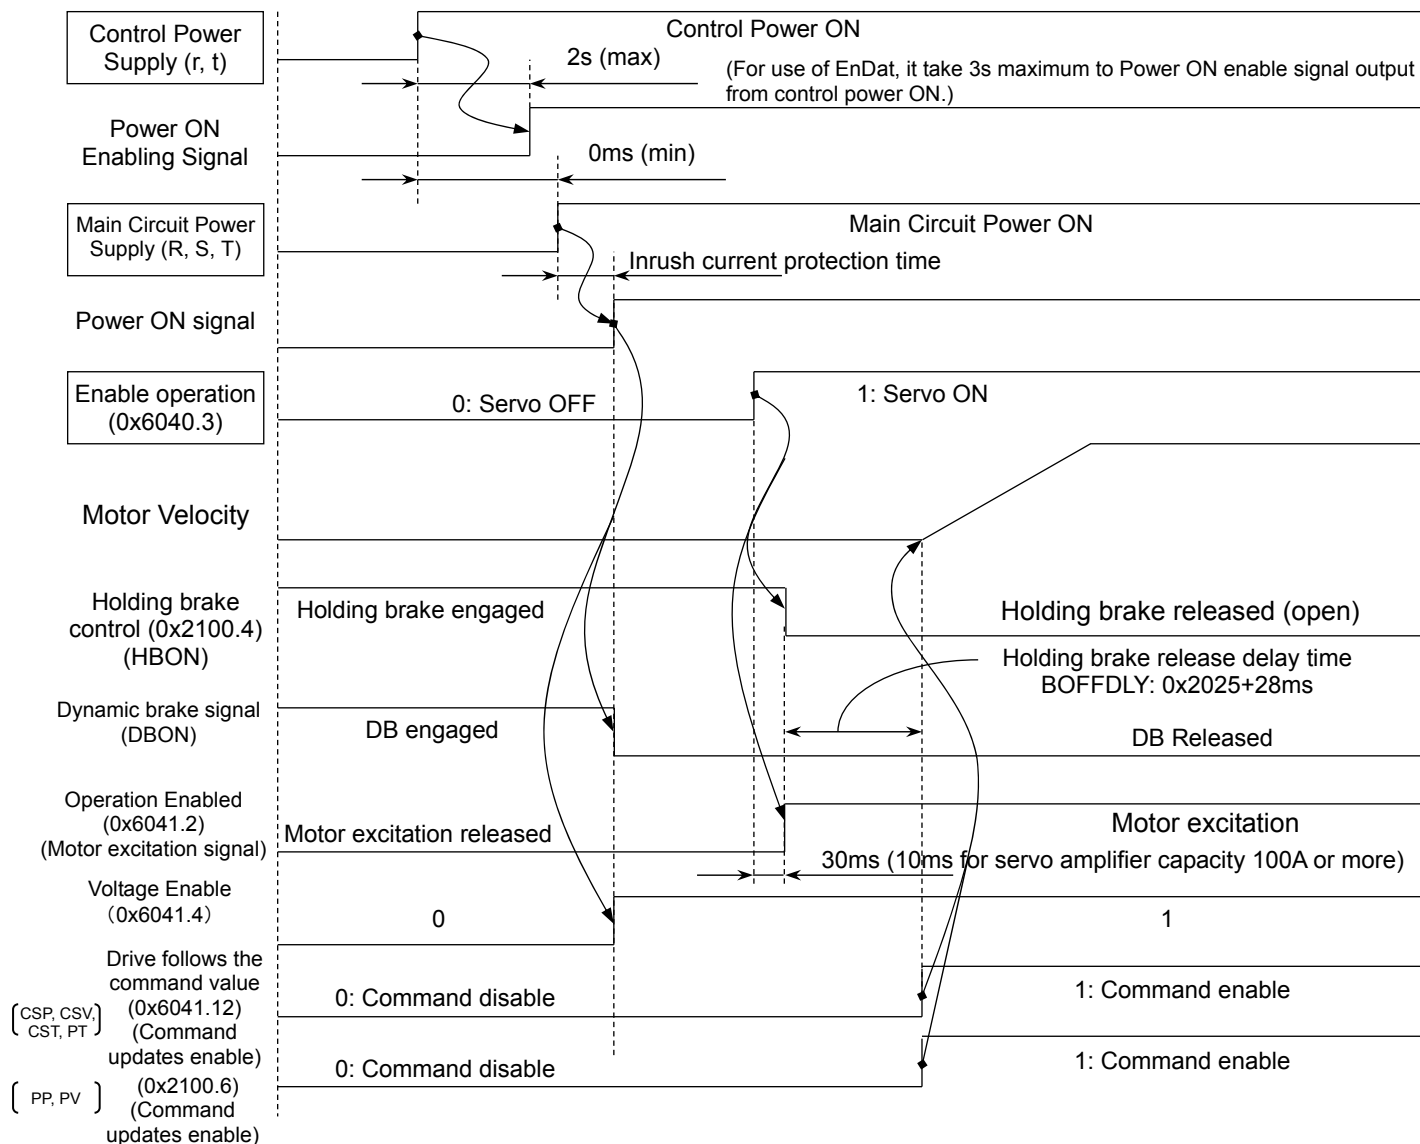 Control Power
Supply (r, t)
Control Power ON
2s (max)
(For use of EnDat, it take 3s maximum to Power ON enable signal output
from control power ON.)
Power ON
Enabling Signal
0ms (min)
Main Circuit Power
Supply (R, S, T)
Main Circuit Power ON
Inrush current protection time
Power ON signal
Enable operation
(0x6040.3)
0: Servo OFF
1: Servo ON
Motor Velocity
Holding brake
control (0x2100.4)
(HBON)
Holding brake engaged
Holding brake released (open)
Holding brake release delay time
BOFFDLY: 0x2025+28ms
Dynamic brake signal
(DBON)
DB engaged
DB Released
Operation Enabled
(0x6041.2)
(Motor excitation signal)
Motor excitation released
Motor excitation
30ms (10ms for servo amplifier capacity 100A or more)
Voltage Enable
（0x6041.4）
0
1
Drive follows the
command value
(0x6041.12)
(Command
updates enable)
CSP, CSV,
CST, PT
0: Command disable
1: Command enable
PP, PV
(0x2100.6)
(Command
updates enable)
0: Command disable
1: Command enable